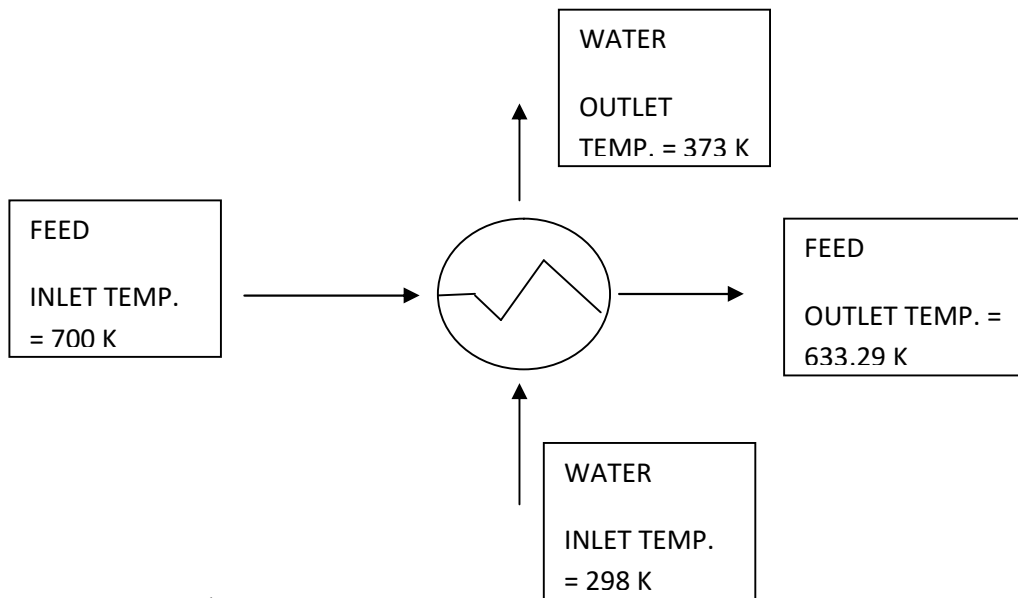 WATER
OUTLET
TEMP. = 373 K
FEED
INLET TEMP.
= 700 K
FEED
OUTLET TEMP. =
633.29 K
WATER
INLET TEMP.
= 298 K